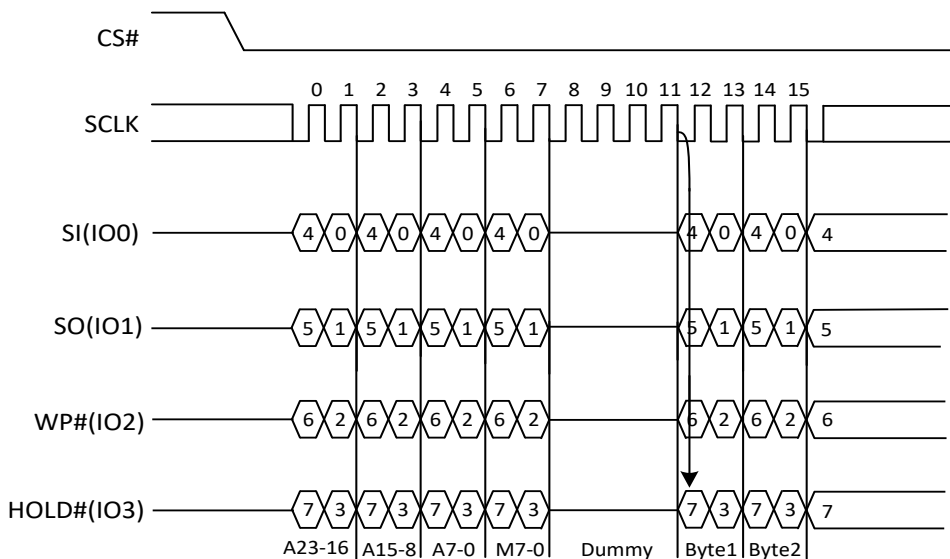 CS#
0 1 2 3 4 5 6 7 8 9 10 11 12 13 14 15
SCLK
SI(IO0) 4 0 4 0 4 0 4 0 4 0 4 0 4
SO(IO1) 5 1 5 1 5 1 5 1 5 1 5 1 5
WP#(IO2) 6 2 6 2 6 2 6 2 6 2 6 2 6
HOLD#(IO3) 7 3 7 3 7 3 7 3 7 3 7 3 7
A23-16 A15-8 A7-0 M7-0 Dummy Byte1 Byte2